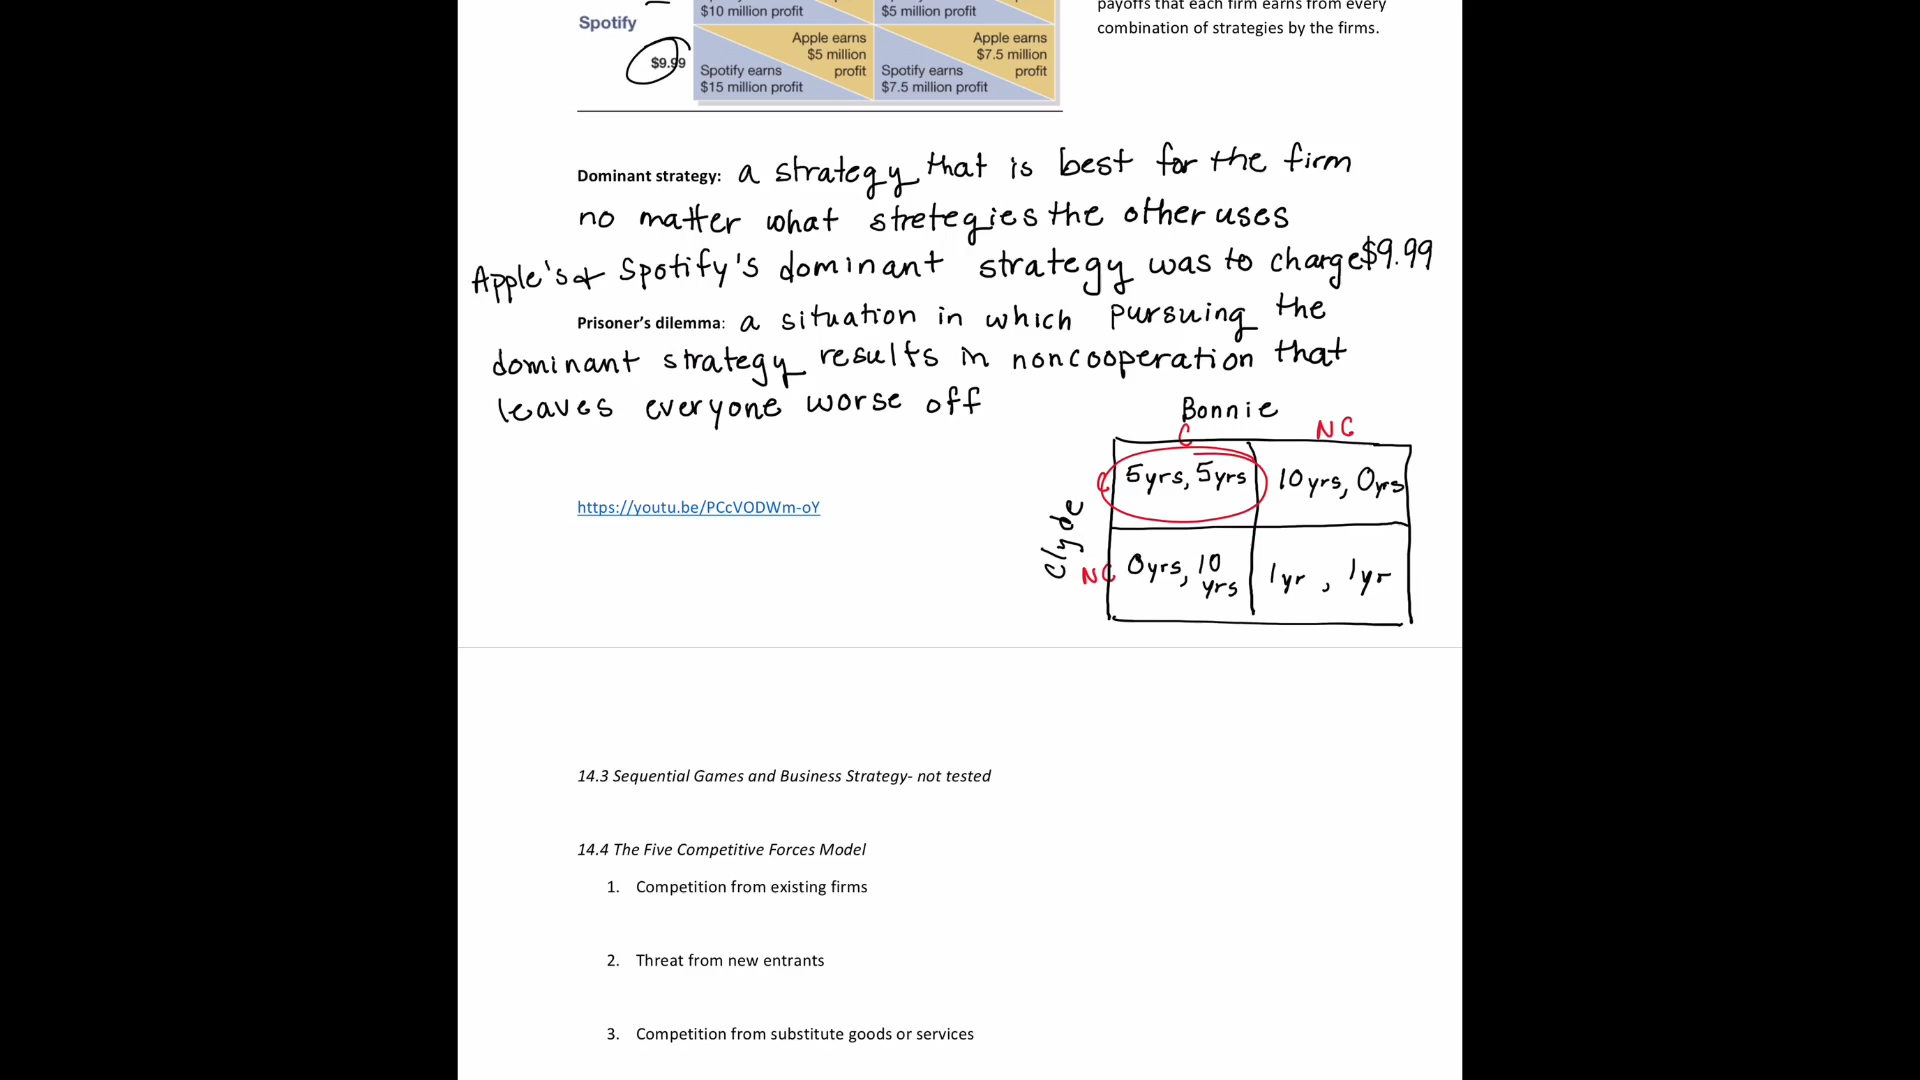 payoffs that each firm earns from every
combination of strategies by the firms.
Spotify
$10 million profit
$5 million profit
$9.99
Apple earns
$5 million
profit
Spotify earns
$15 million profit
Apple earns
$7.5 million
profit
Spotify earns
$7.5 million profit
Dominant strategy: a strategy that is best for the firm
no matter what stretegies the other uses
Apple's & Spotify's dominant strategy was to charge $9.99
Prisoner's dilemma: a situation in which pursuing the
dominant strategy results in noncooperation that
leaves everyone worse off
Bonnie
C NC
Clyde
C 5yrs, 5yrs 10yrs, 0yrs
NC 0yrs, 10 yrs 1yr, 1yr
https://youtu.be/PCcVODWm-oY
14.3 Sequential Games and Business Strategy- not tested
14.4 The Five Competitive Forces Model
1. Competition from existing firms
2. Threat from new entrants
3. Competition from substitute goods or services